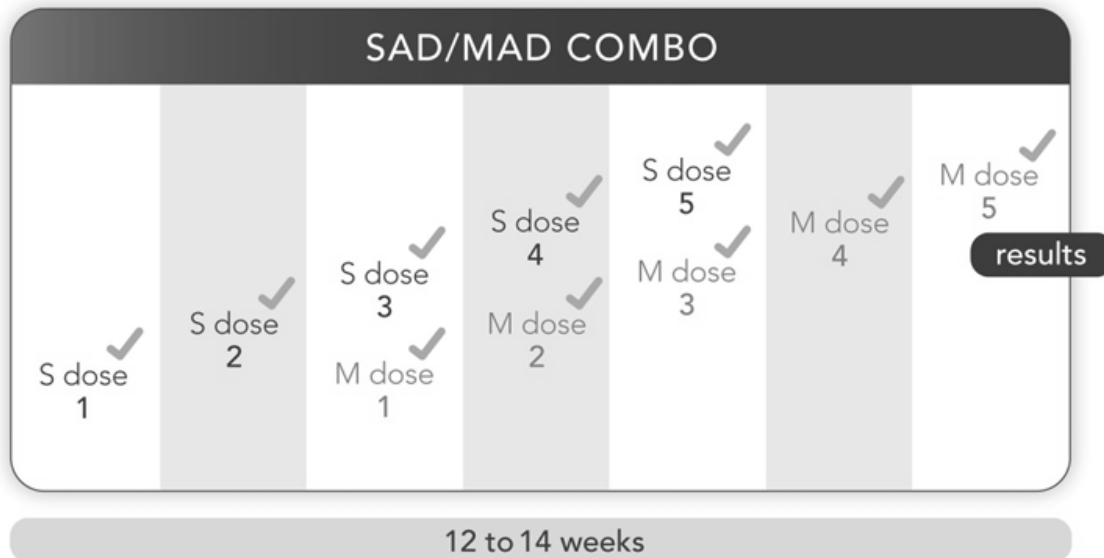 SAD/MAD COMBO
S dose
1
S dose
2
S dose
3
M dose
1
S dose
4
M dose
2
S dose
5
M dose
3
M dose
4
M dose
5
results
12 to 14 weeks